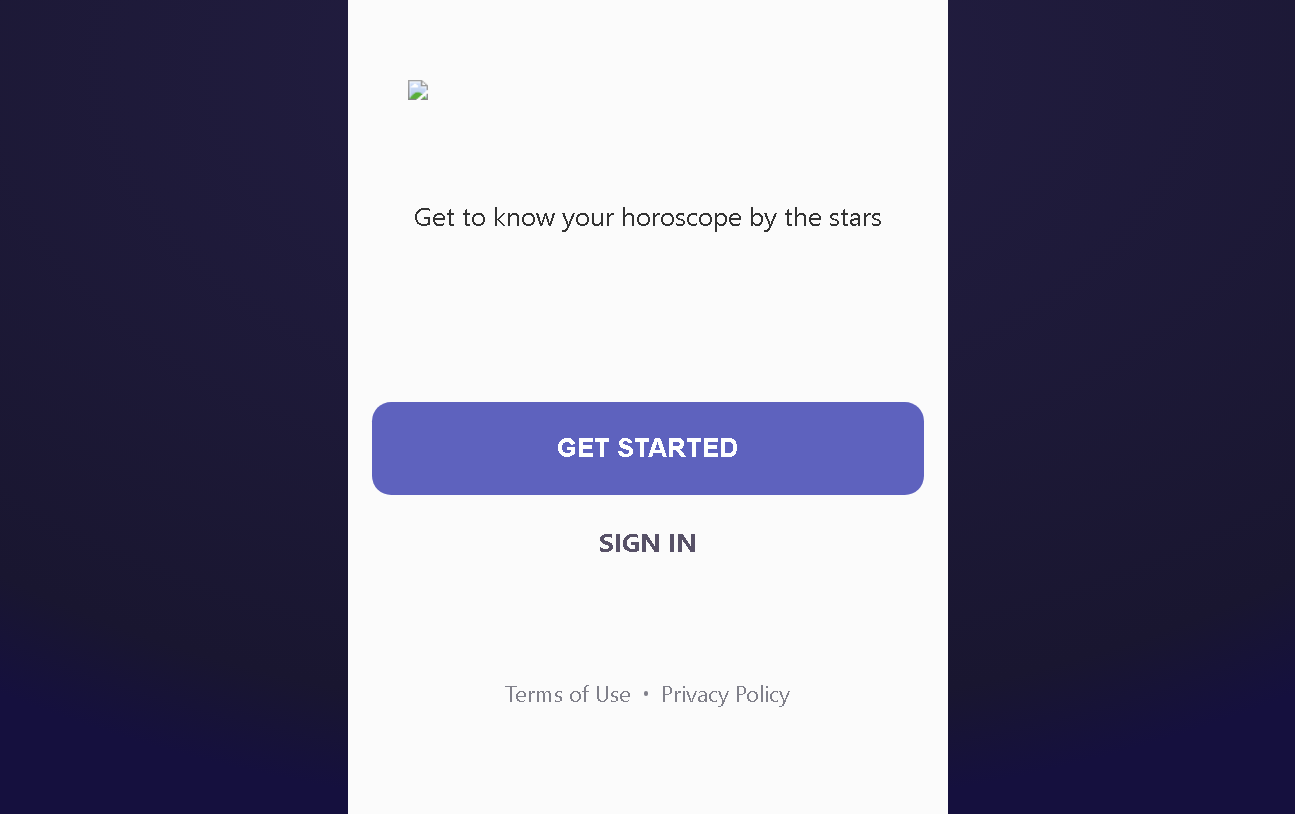 Get to know your horoscope by the stars
GET STARTED
SIGN IN
Terms of Use • Privacy Policy